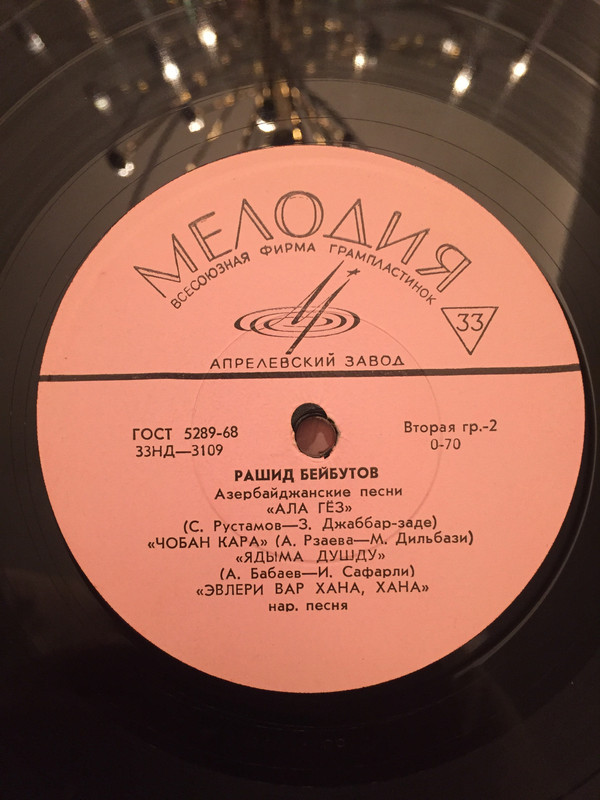 МЕЛОДИЯ
ВСЕСОЮЗНАЯ ФИРМА ГРАМПЛАСТИНОК
33
АПРЕЛЕВСКИЙ ЗАВОД
ГОСТ 5289-68
Вторая гр.-2
33НД—3109
0-70
РАШИД БЕЙБУТОВ
Азербайджанские песни
«АЛА ГЁЗ»
(С. Рустамов—З. Джаббар-заде)
«ЧОБАН КАРА» (А. Рзаева—М. Дильбази)
«ЯДЫМА ДУШДУ»
(А. Бабаев—И. Сафарли)
«ЭВЛЕРИ ВАР ХАНА, ХАНА»
нар. песня